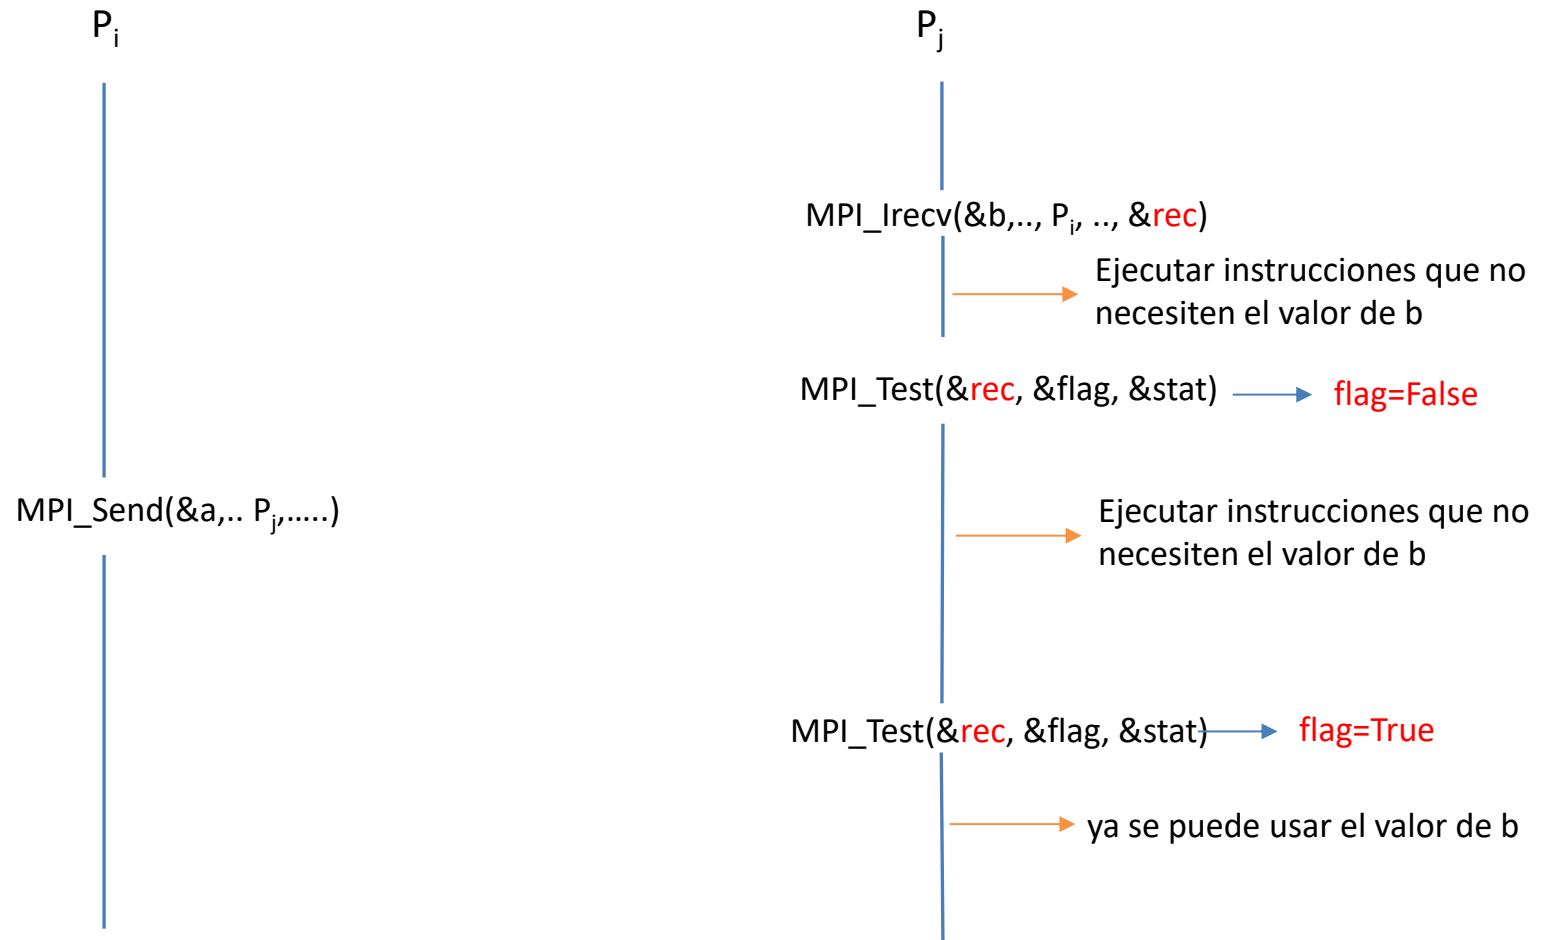 Pi
Pj
MPI_Irecv(&b,.., Pi, .., &rec)
Ejecutar instrucciones que no
necesiten el valor de b
MPI_Test(&rec, &flag, &stat)
flag=False
MPI_Send(&a,.. Pj,.....)
Ejecutar instrucciones que no
necesiten el valor de b
MPI_Test(&rec, &flag, &stat)
flag=True
ya se puede usar el valor de b